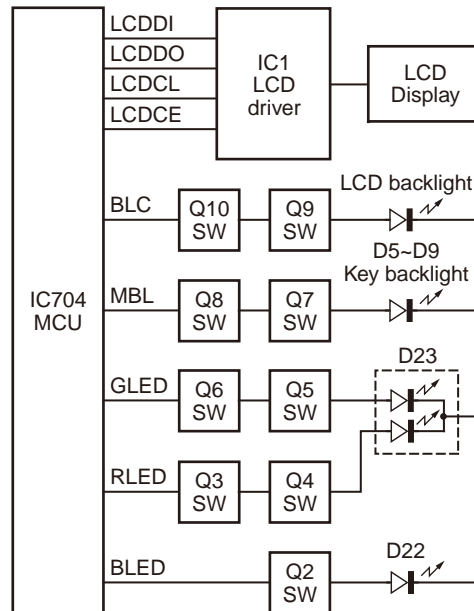 LCDDI
LCDDO
LCDCL
LCDCE
IC1
LCD
driver
LCD
Display
LCD backlight
BLC
Q10
SW
Q9
SW
D5~D9
Key backlight
IC704
MCU
MBL
Q8
SW
Q7
SW
D23
GLED
Q6
SW
Q5
SW
RLED
Q3
SW
Q4
SW
D22
BLED
Q2
SW